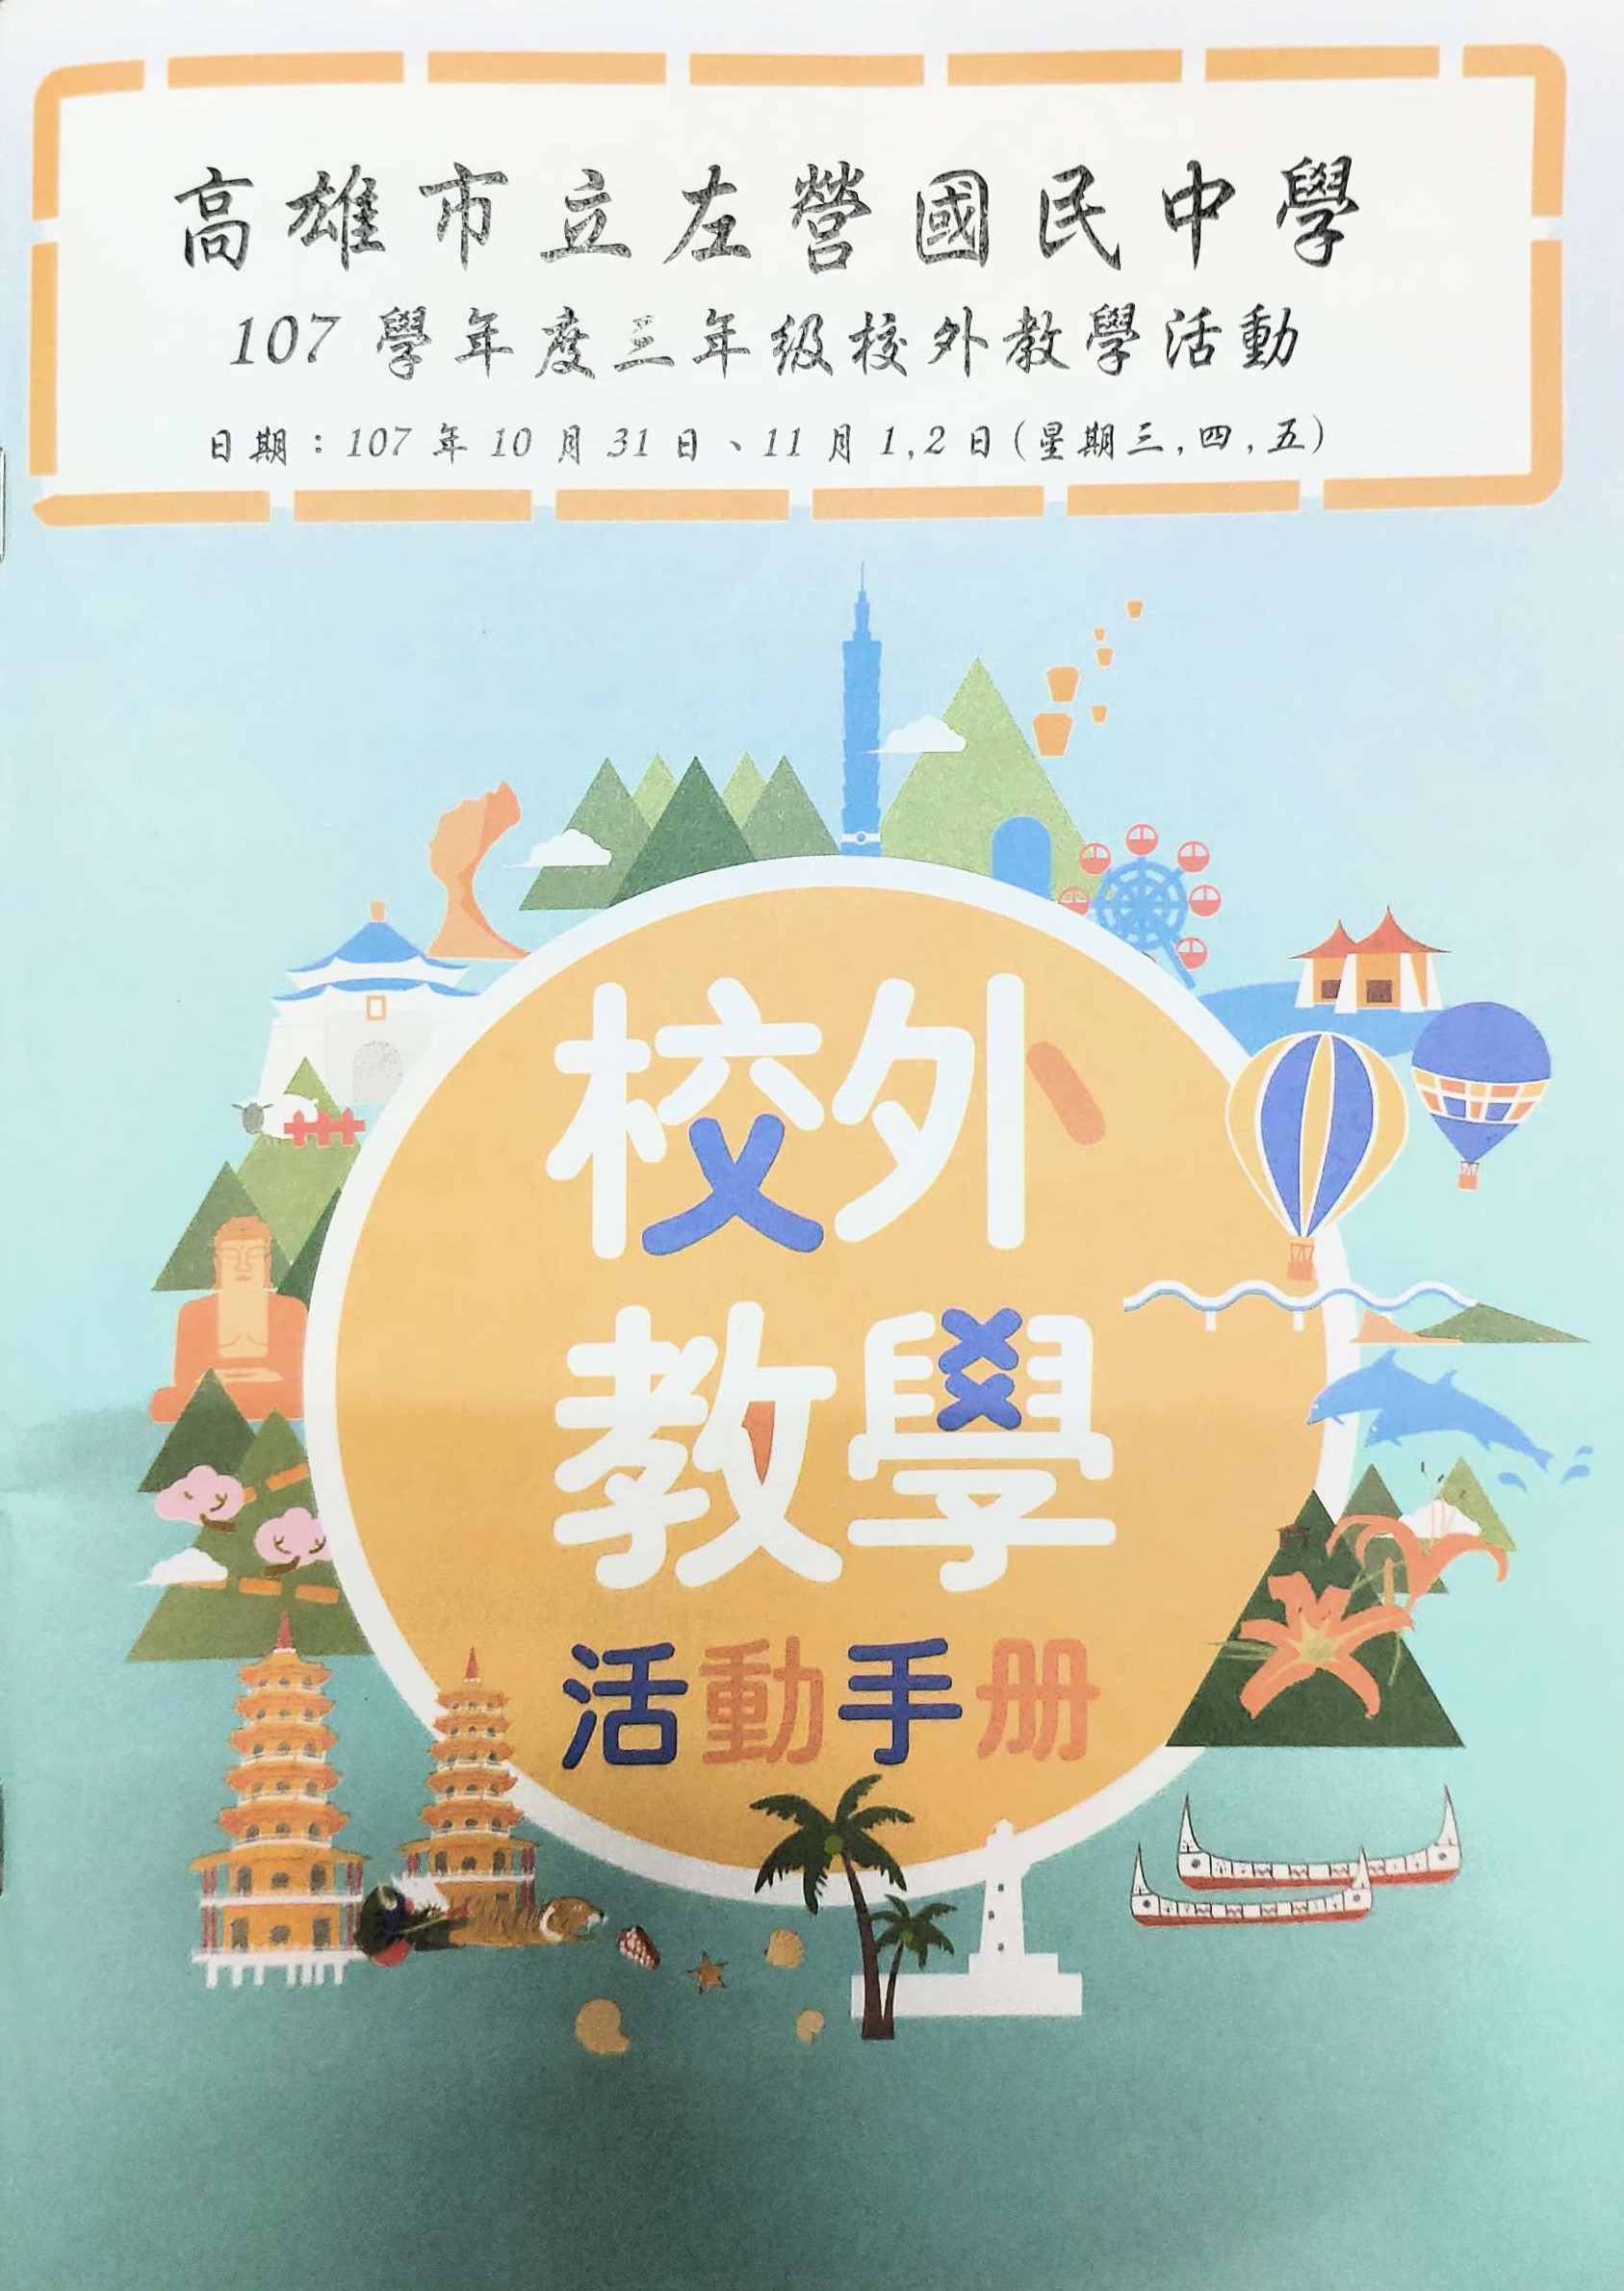 高雄市立左營國民中學
107 學年度三年級校外教學活動
日期：107 年 10 月 31 日、11 月 1,2 日(星期三,四,五)
校外
教學
活動手册